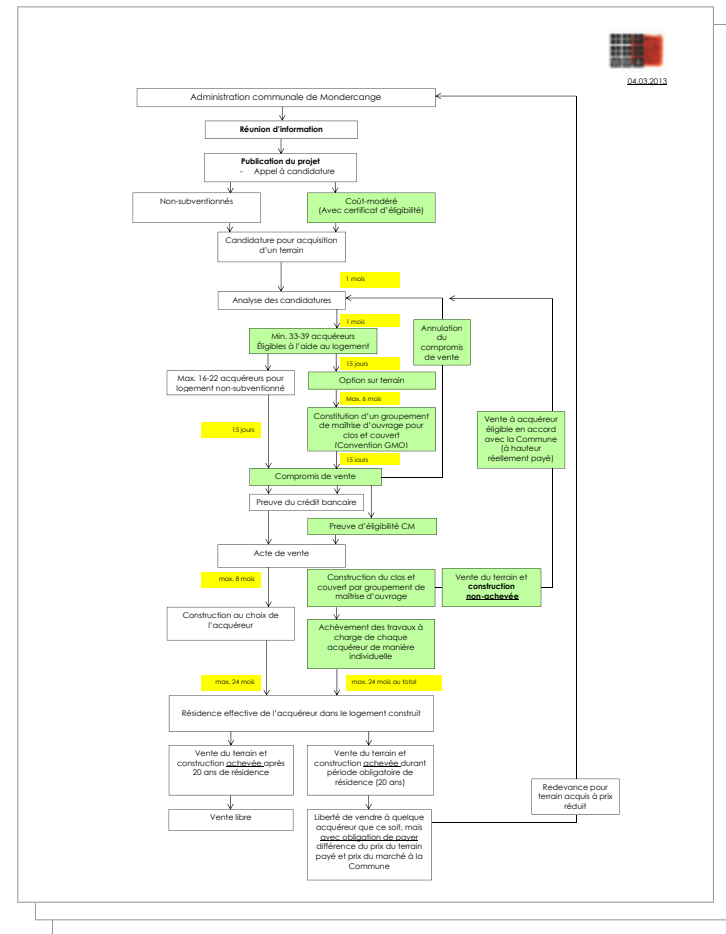 04.03.2013
Administration communale de Mondercange
Réunion d'information
Publication du projet
- Appel à candidature
Non-subventionnés
Coût-modéré
(Avec certificat d'éligibilité)
Candidature pour acquisition
d'un terrain
1 mois
Analyse des candidatures
1 mois
Annulation
du
compromis
de vente
Min. 33-39 acquéreurs
Éligibles à l'aide au logement
15 jours
Max. 16-22 acquéreurs pour
logement non-subventionné
Option sur terrain
Max. 6 mois
Constitution d'un groupement
de maîtrise d'ouvrage pour
clos et couvert
(Convention GMO)
15 jours
15 jours
Vente à acquéreur
éligible en accord
avec la Commune
(à hauteur
réellement payé)
Compromis de vente
Preuve du crédit bancaire
Preuve d'éligibilité CM
Acte de vente
max. 8 mois
Construction du clos et
couvert par groupement de
maîtrise d'ouvrage
Vente du terrain et
construction
non-achevée
Construction au choix de
l'acquéreur
Achèvement des travaux à
charge de chaque
acquéreur de manière
individuelle
max. 24 mois
max. 24 mois au total
Résidence effective de l'acquéreur dans le logement construit
Vente du terrain et
construction achevée après
20 ans de résidence
Vente du terrain et
construction achevée durant
période obligatoire de
résidence (20 ans)
Redevance pour
terrain acquis à prix
réduit
Vente libre
Liberté de vendre à quelque
acquéreur que ce soit, mais
avec obligation de payer
différence du prix du terrain
payé et prix du marché à la
Commune